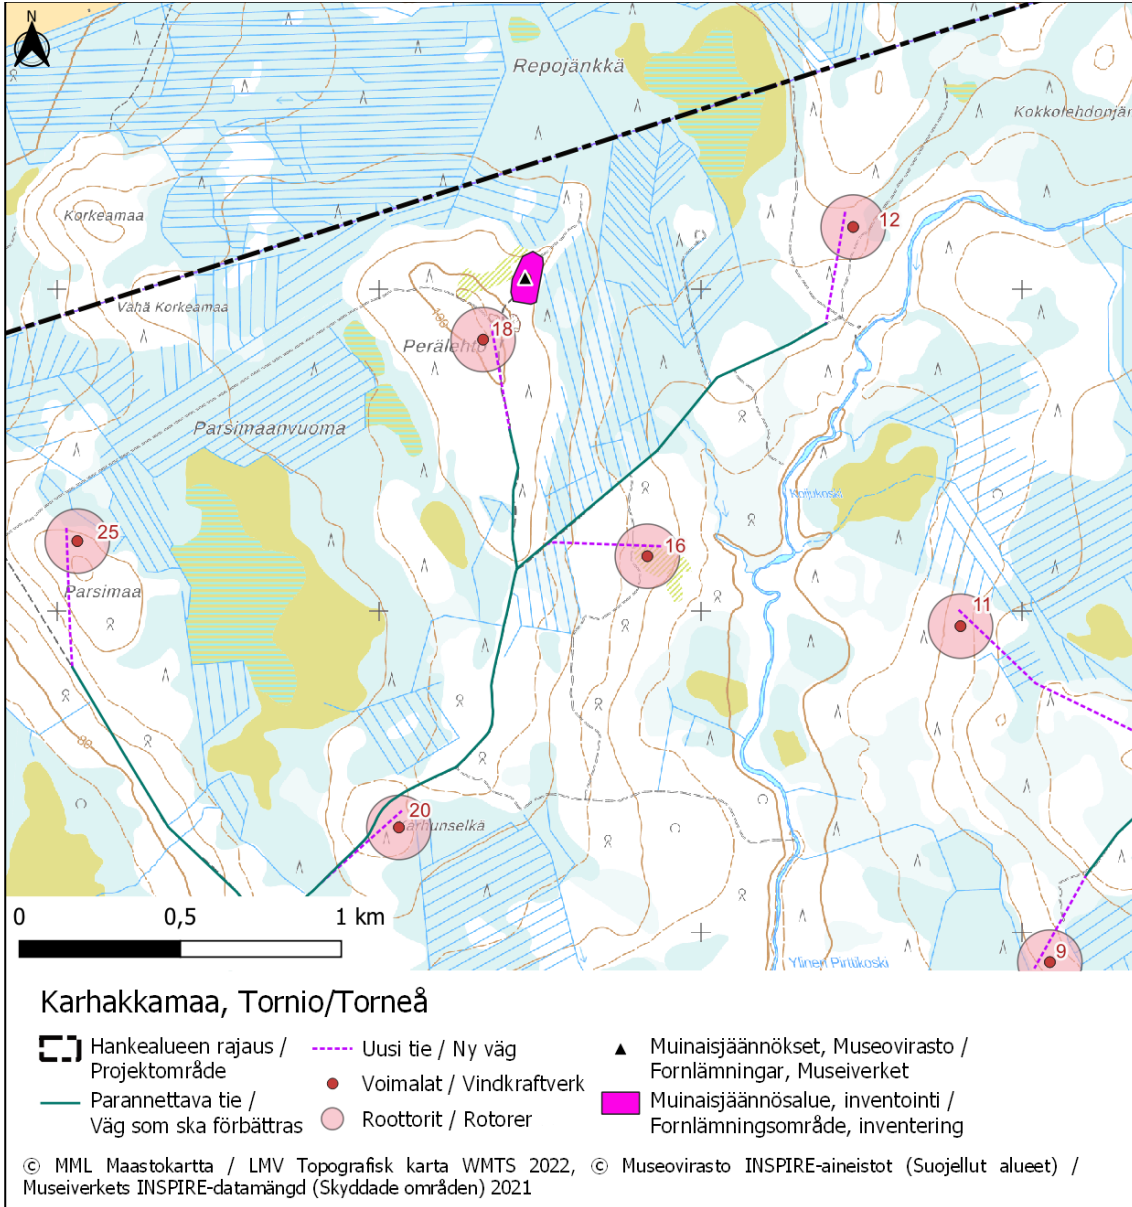 N
Repojänkkä
Kokkolehdonjän
Korkeamaa
12
Vähä Korkeamaa
18
Perälehto
Parsimaanvuoma
Koijukoski
25
16
Parsimaa
11
80
20
arhunselkä
0 0,5 1 km
9
Ylinen Pirttikoski
Karhakkamaa, Tornio/Torneå
Hankealueen rajaus /
Projektområde
Parannettava tie /
Väg som ska förbättras
Uusi tie / Ny väg
Voimalat / Vindkraftverk
Roottorit / Rotorer
Muinaisjäännökset, Museovirasto /
Fornlämningar, Museiverket
Muinaisjäännösalue, inventointi /
Fornlämningsområde, inventering
© MML Maastokartta / LMV Topografisk karta WMTS 2022, © Museovirasto INSPIRE-aineistot (Suojellut alueet) /
Museiverkets INSPIRE-datamängd (Skyddade områden) 2021